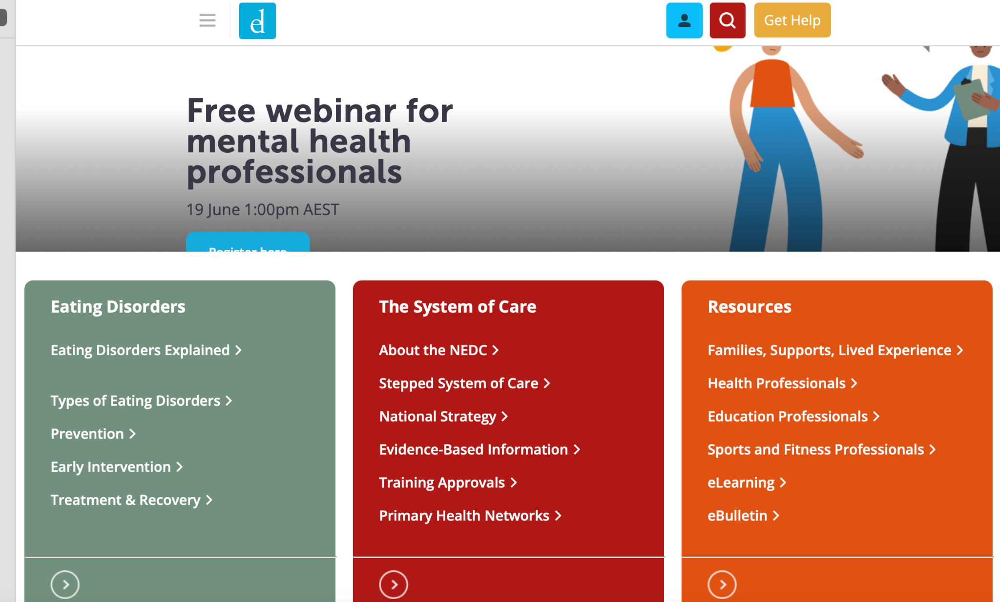 d
Get Help
Free webinar for
mental health
professionals
19 June 1:00pm AEST
Register here
Eating Disorders
Eating Disorders Explained
Types of Eating Disorders
Prevention
Early Intervention
Treatment & Recovery
The System of Care
About the NEDC
Stepped System of Care
National Strategy
Evidence-Based Information
Training Approvals
Primary Health Networks
Resources
Families, Supports, Lived Experience
Health Professionals
Education Professionals
Sports and Fitness Professionals
eLearning
eBulletin